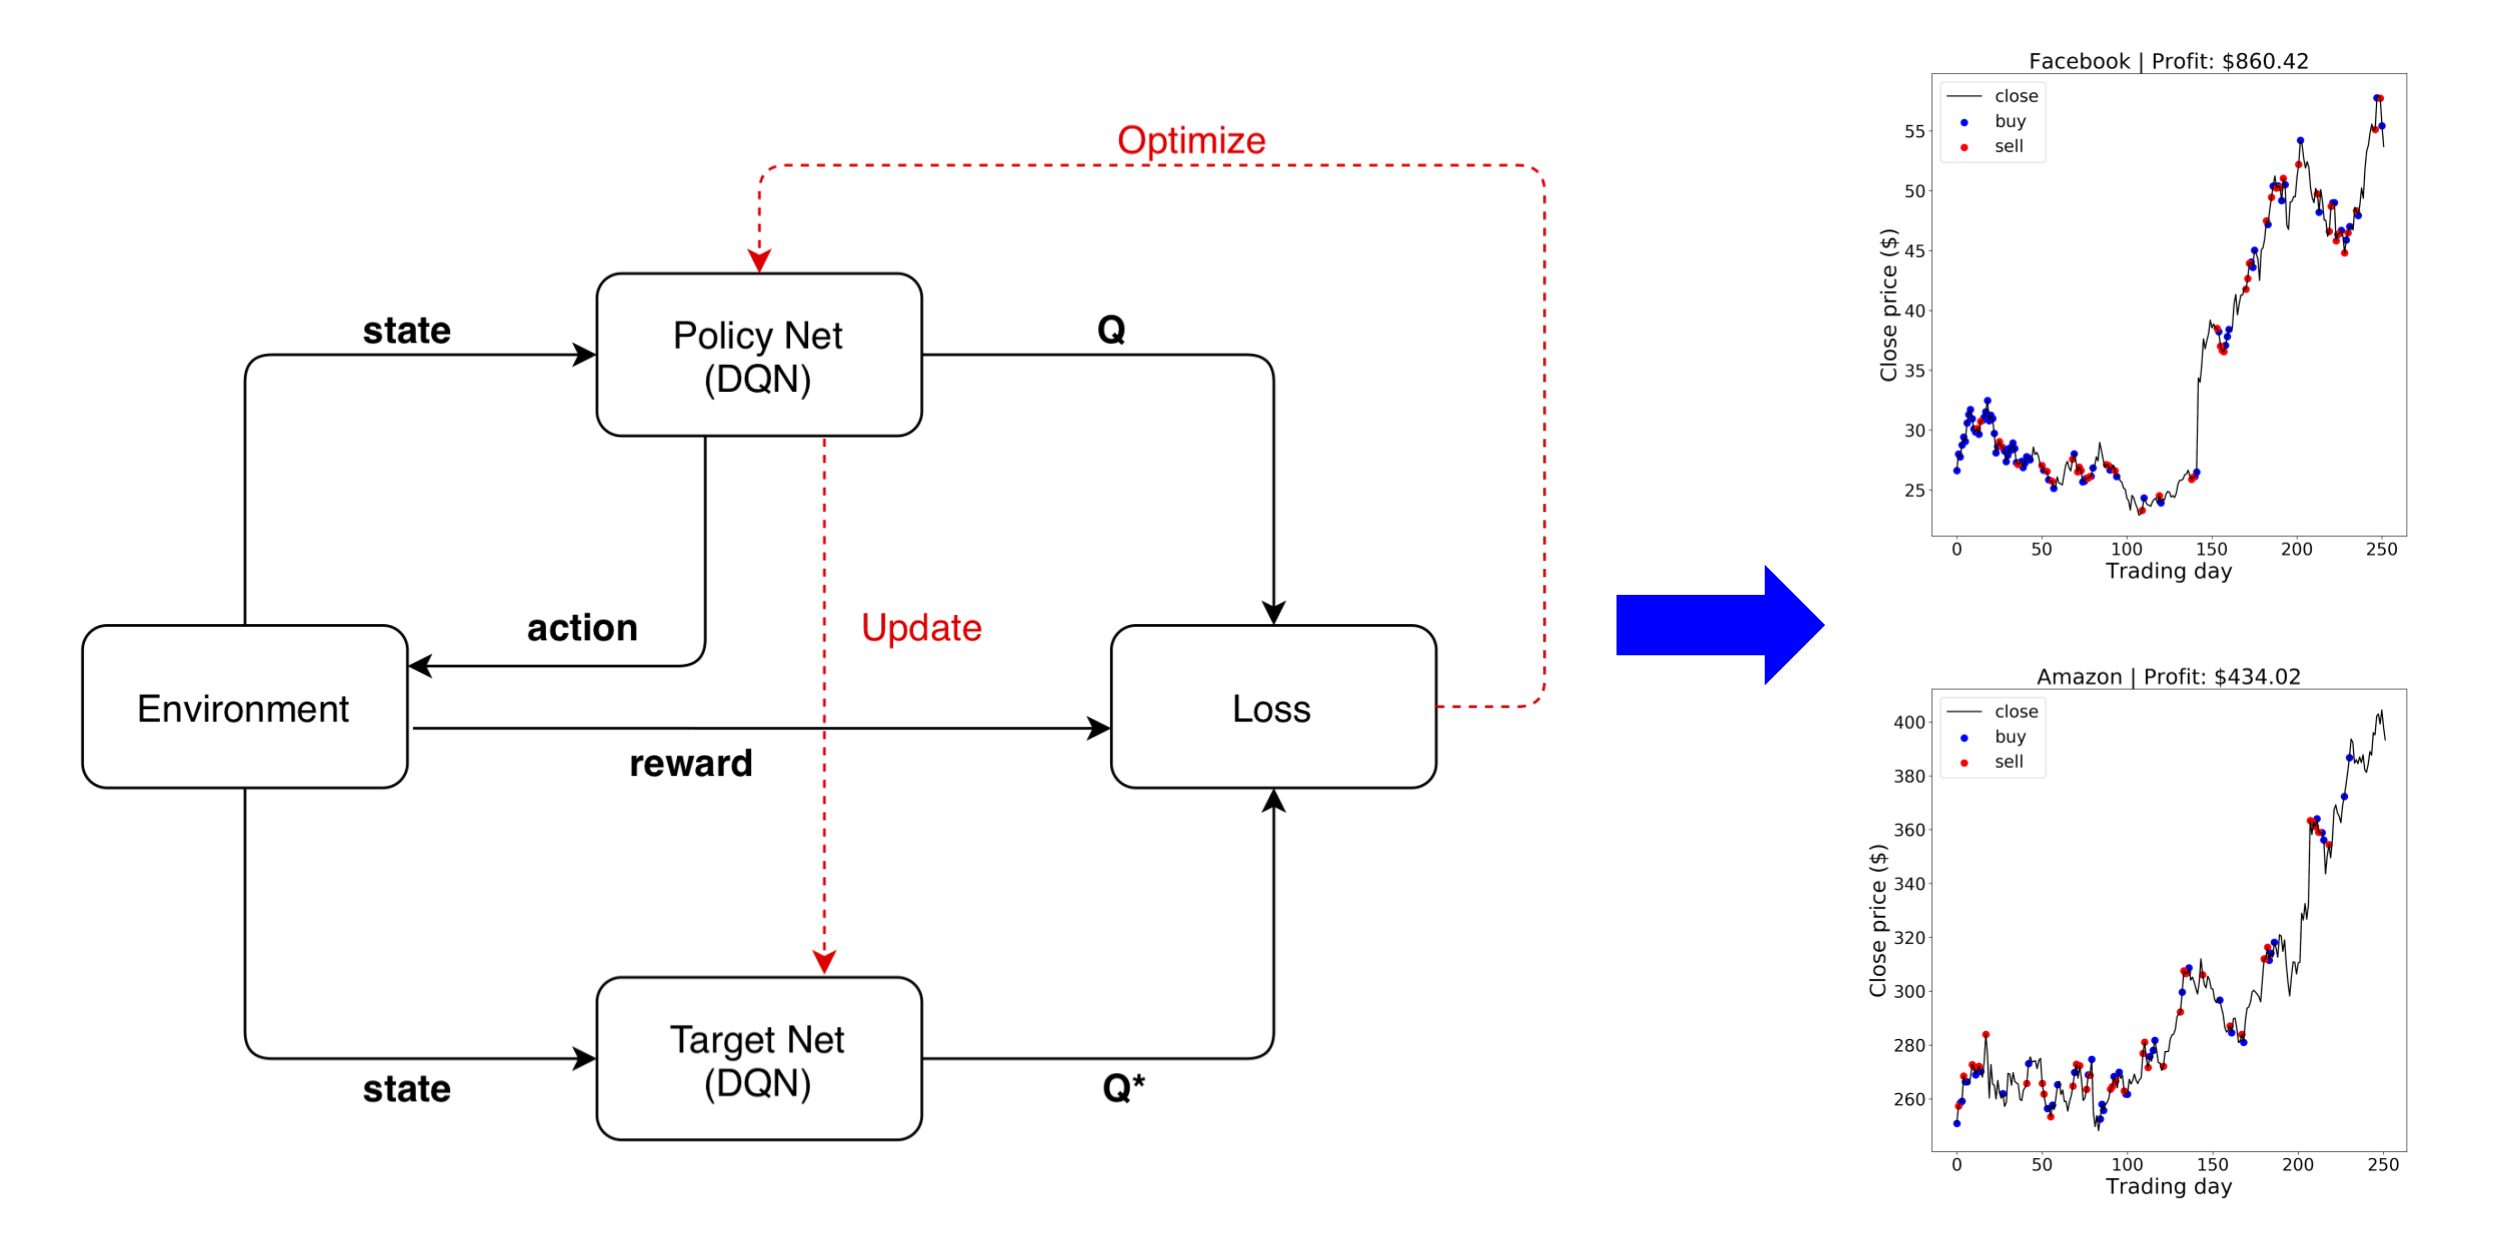 Optimize
state
Policy Net
(DQN)
Q
action
Update
Environment
Loss
reward
Target Net
(DQN)
state
Q*
Facebook | Profit: $860.42
close
buy
sell
Close price ($)
55
50
45
40
35
30
25
0 50 100 150 200 250
Trading day
Amazon | Profit: $434.02
close
buy
sell
Close price ($)
400
380
360
340
320
300
280
260
0 50 100 150 200 250
Trading day